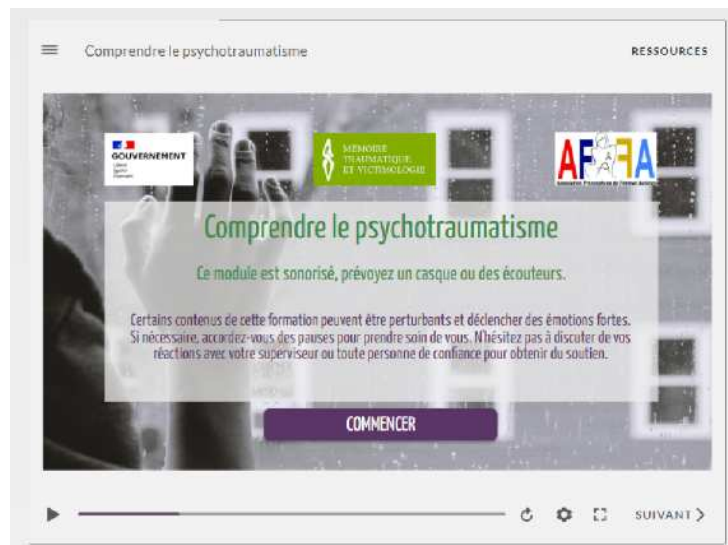 Comprendre le psychotraumatisme
RESSOURCES
GOUVERNEMENT
MÉMOIRE
TRAUMATIQUE
ET VICTIMOLOGIE
AFFA
Comprendre le psychotraumatisme
Ce module est sonorisé, prévoyez un casque ou des écouteurs.
Certains contenus de cette formation peuvent être perturbants et déclencher des émotions fortes.
Si nécessaire, accordez-vous des pauses pour prendre soin de vous. N'hésitez pas à discuter de vos
réactions avec votre superviseur ou toute personne de confiance pour obtenir du soutien.
COMMENCER
SUIVANT